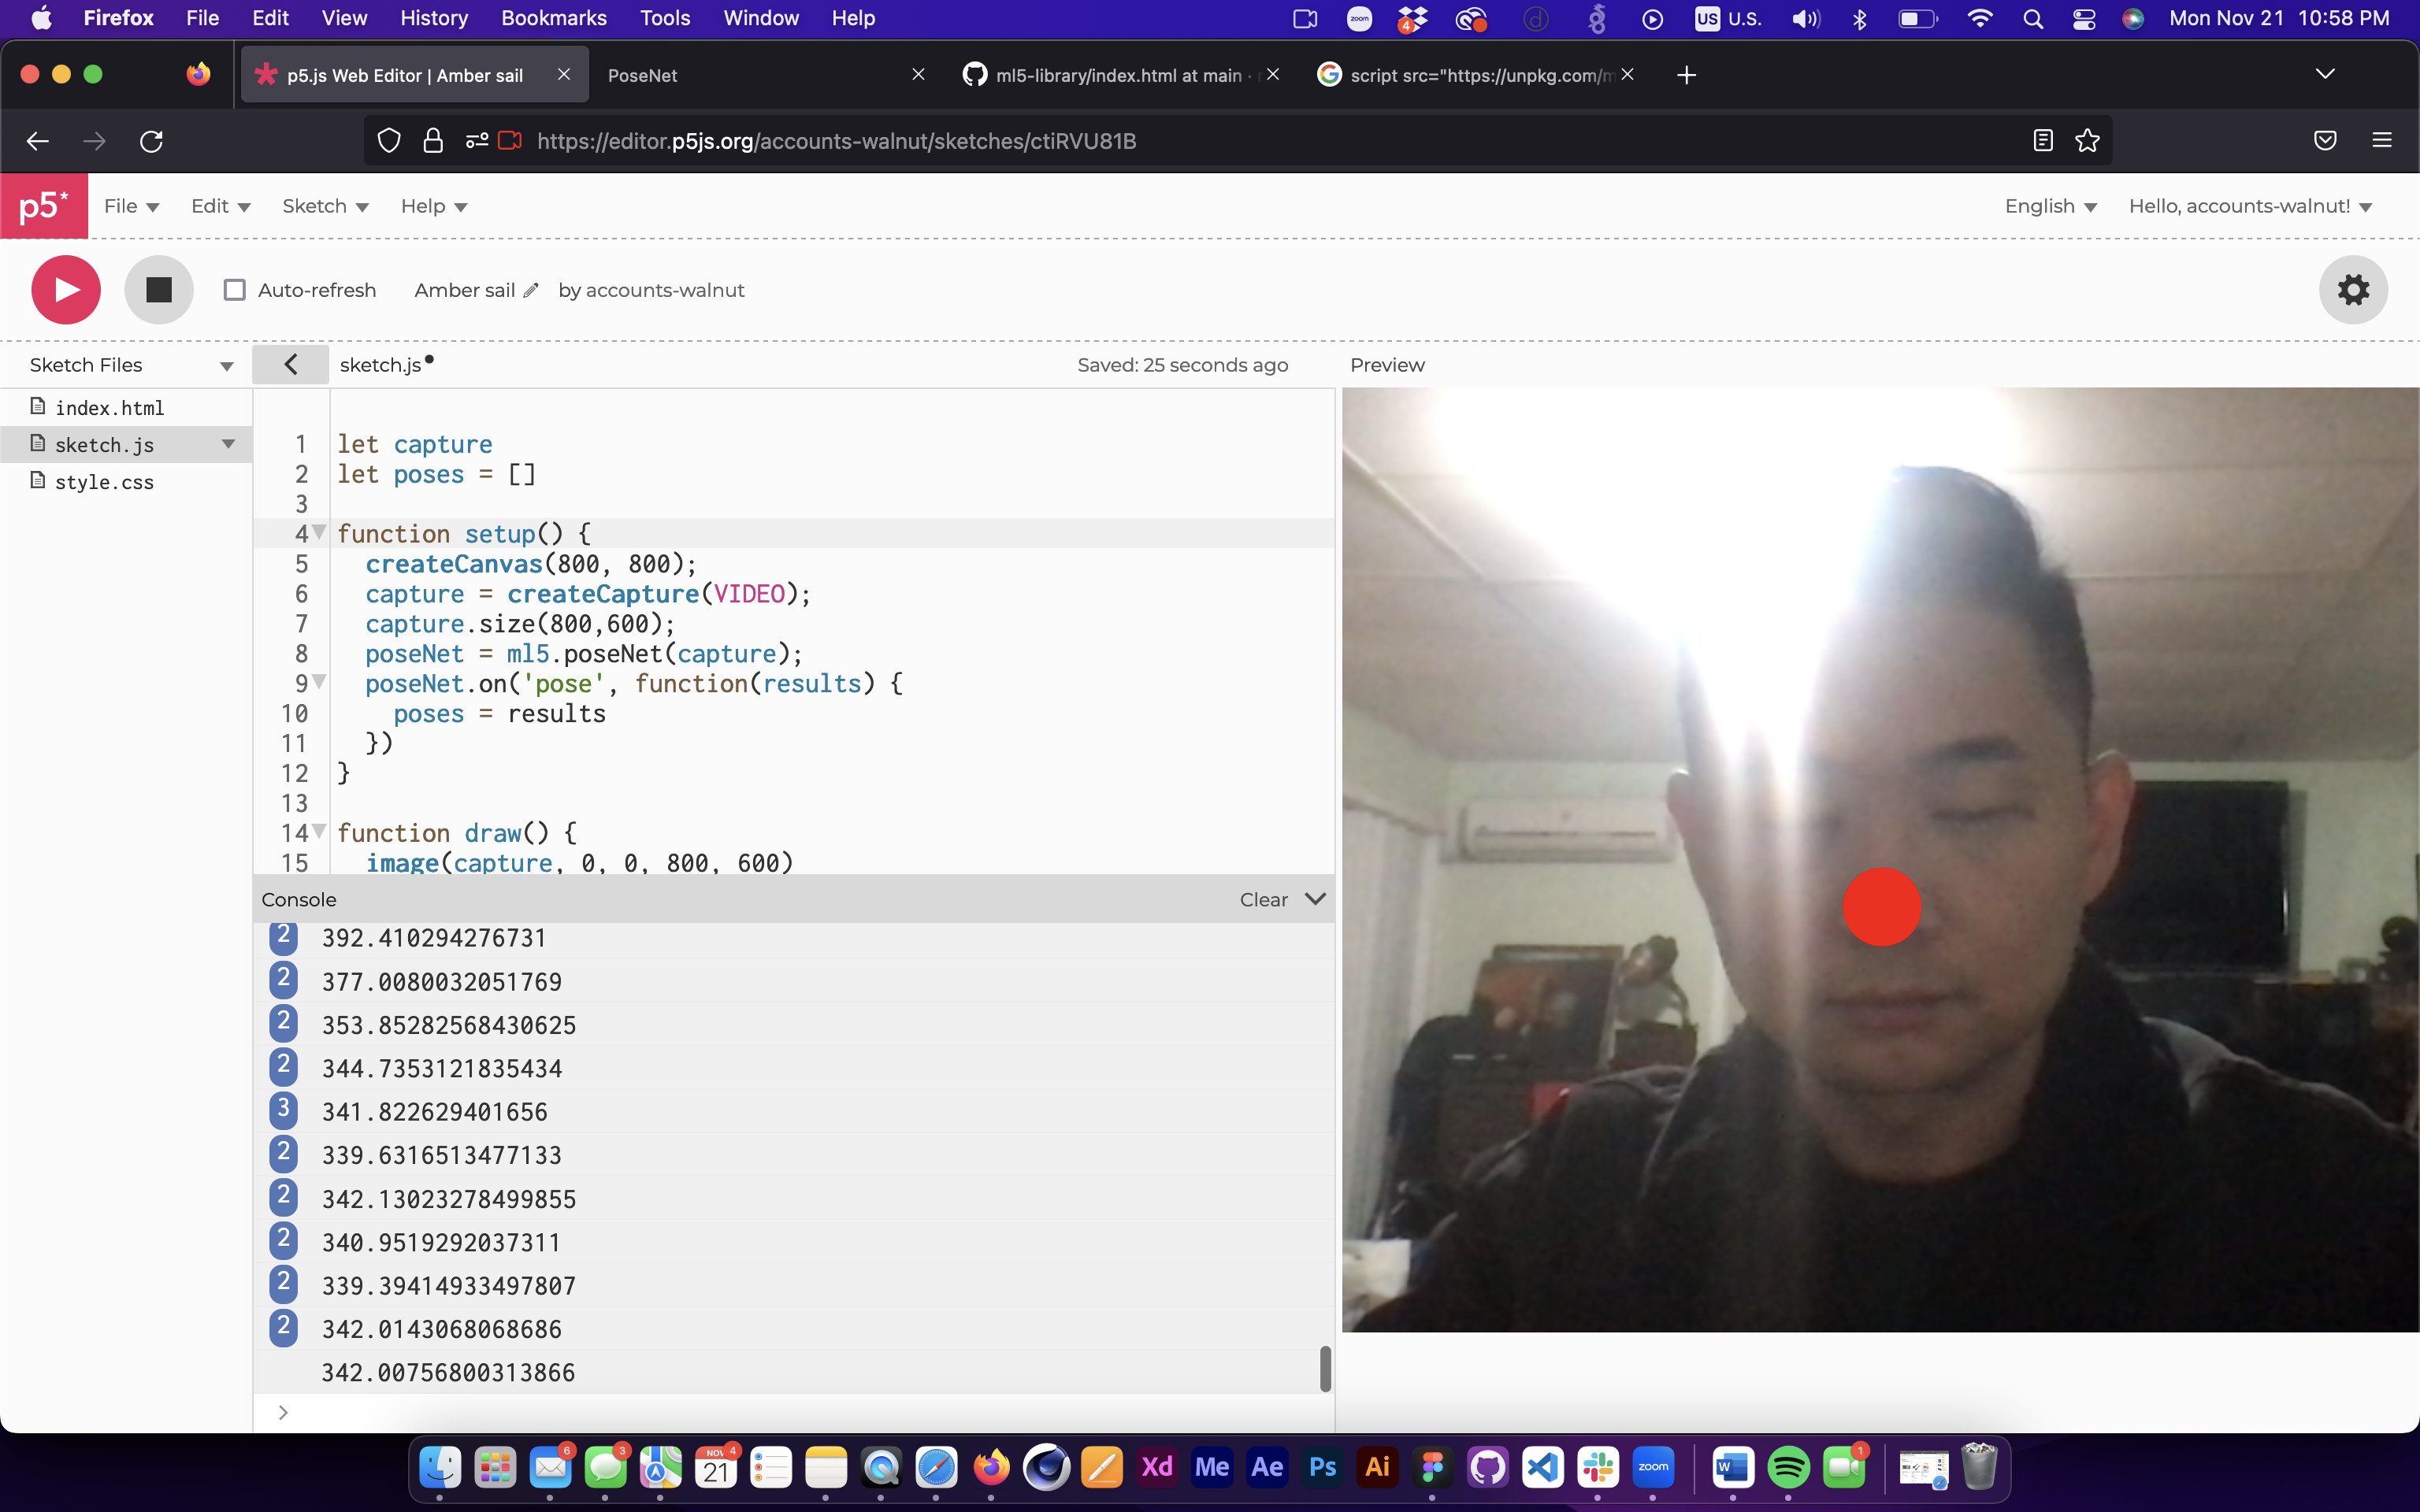 Firefox File Edit View History Bookmarks Tools Window Help zoom 4 US U.S. Mon Nov 21 10:58 PM
p5.js Web Editor | Amber sail PoseNet ml5-library/index.html at main · script src="https://unpkg.com/m
https://editor.p5js.org/accounts-walnut/sketches/ctiRVU81B
p5* File Edit Sketch Help English Hello, accounts-walnut!
Auto-refresh Amber sail by accounts-walnut
Sketch Files sketch.js Saved: 25 seconds ago Preview
index.html
sketch.js
style.css
1 let capture
2 let poses = []
3
4 function setup() {
5 createCanvas(800, 800);
6 capture = createCapture(VIDEO);
7 capture.size(800,600);
8 poseNet = ml5.poseNet(capture);
9 poseNet.on('pose', function(results) {
10 poses = results
11 })
12 }
13
14 function draw() {
15 image(capture, 0, 0, 800, 600)
Console Clear
2 392.410294276731
2 377.0080032051769
2 353.85282568430625
2 344.7353121835434
3 341.822629401656
2 339.6316513477133
2 342.13023278499855
2 340.9519292037311
2 339.39414933497807
2 342.0143068068686
342.00756800313866
>
6 3 NOV 21 4 Xd Me Ae Ps Ai zoom W 1